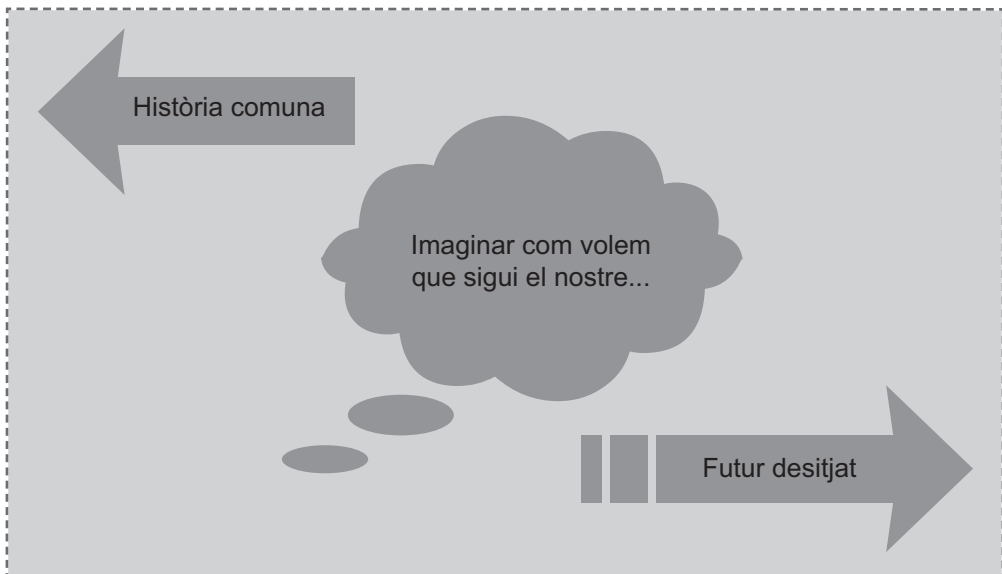 Història comuna
Imaginar com volem
que sigui el nostre...
Futur desitjat